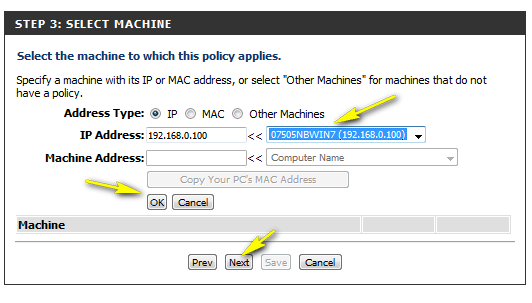 STEP 3: SELECT MACHINE
Select the machine to which this policy applies.
Specify a machine with its IP or MAC address, or select "Other Machines" for machines that do not
have a policy.
Address Type: IP MAC Other Machines
IP Address: 192.168.0.100 << 07505NBWIN7 (192.168.0.100)
Machine Address: << Computer Name
Copy Your PC's MAC Address
OK Cancel
Machine
Prev Next Save Cancel